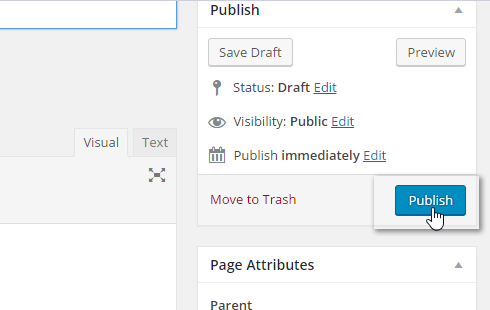 Publish
Save Draft
Preview
Status: Draft Edit
Visibility: Public Edit
Visual
Text
Publish immediately Edit
Move to Trash
Publish
Page Attributes
Parent